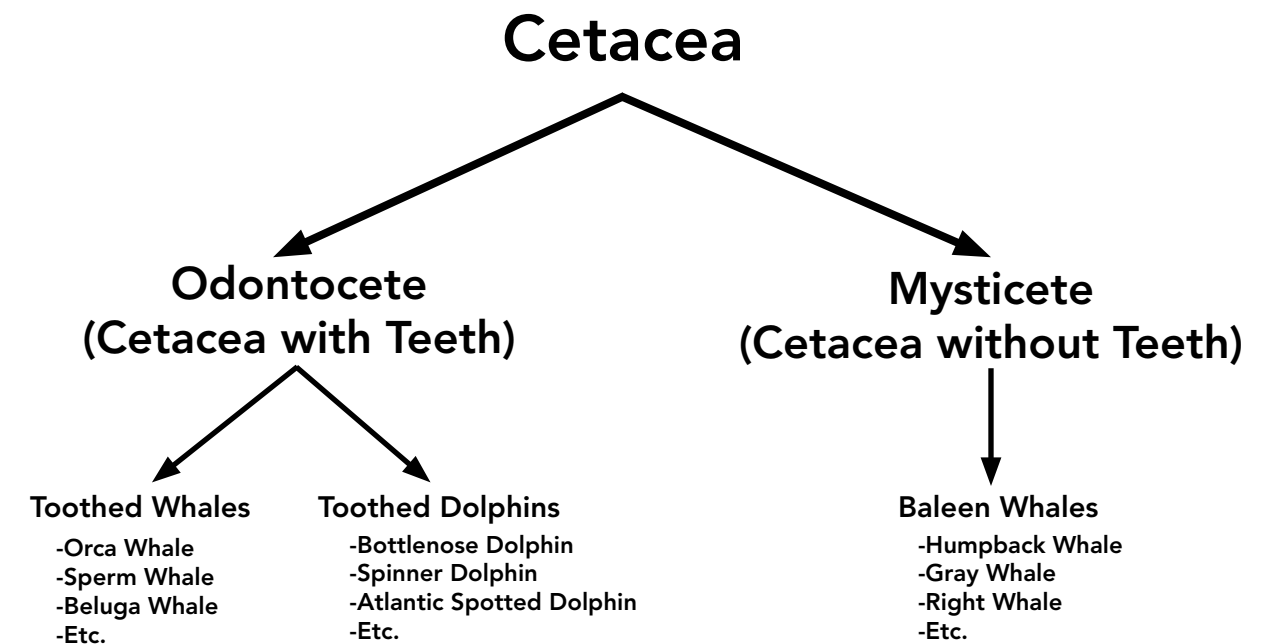 Cetacea
Odontocete
(Cetacea with Teeth)
Mysticete
(Cetacea without Teeth)
Toothed Whales
-Orca Whale
-Sperm Whale
-Beluga Whale
-Etc.
Toothed Dolphins
-Bottlenose Dolphin
-Spinner Dolphin
-Atlantic Spotted Dolphin
-Etc.
Baleen Whales
-Humpback Whale
-Gray Whale
-Right Whale
-Etc.